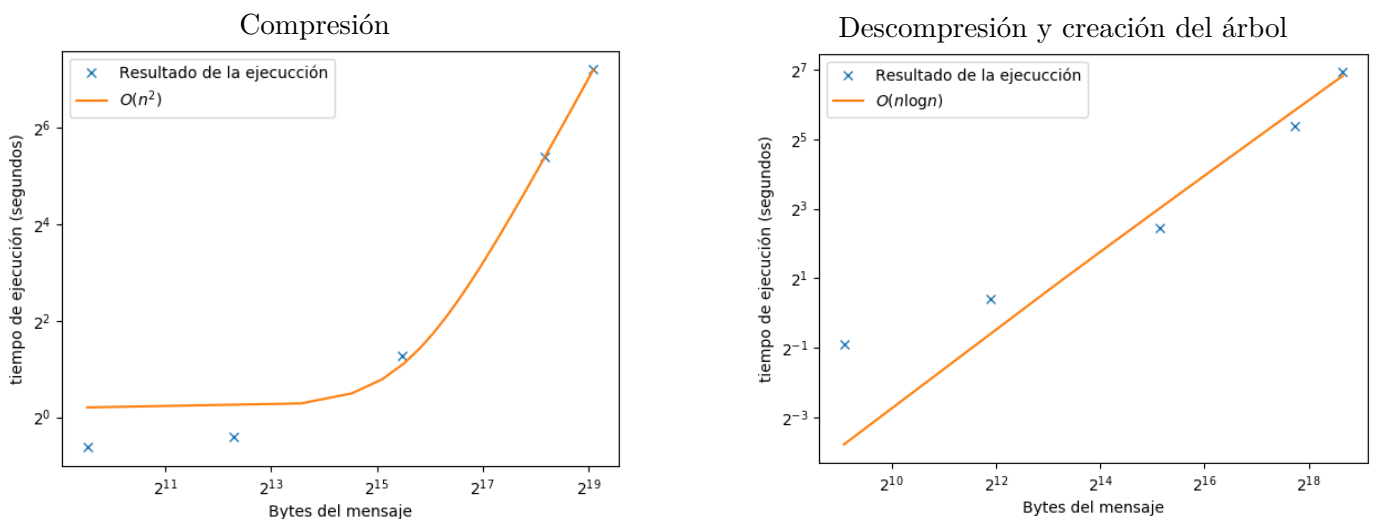 Compresión
Resultado de la ejecucción
O(n²)
2⁶
2⁴
2²
2⁰
tiempo de ejecución (segundos)
2¹¹
2¹³
2¹⁵
2¹⁷
2¹⁹
Bytes del mensaje
Descompresión y creación del árbol
Resultado de la ejecucción
O(nlogn)
2⁷
2⁵
2³
2¹
2⁻¹
2⁻³
tiempo de ejecución (segundos)
2¹⁰
2¹²
2¹⁴
2¹⁶
2¹⁸
Bytes del mensaje